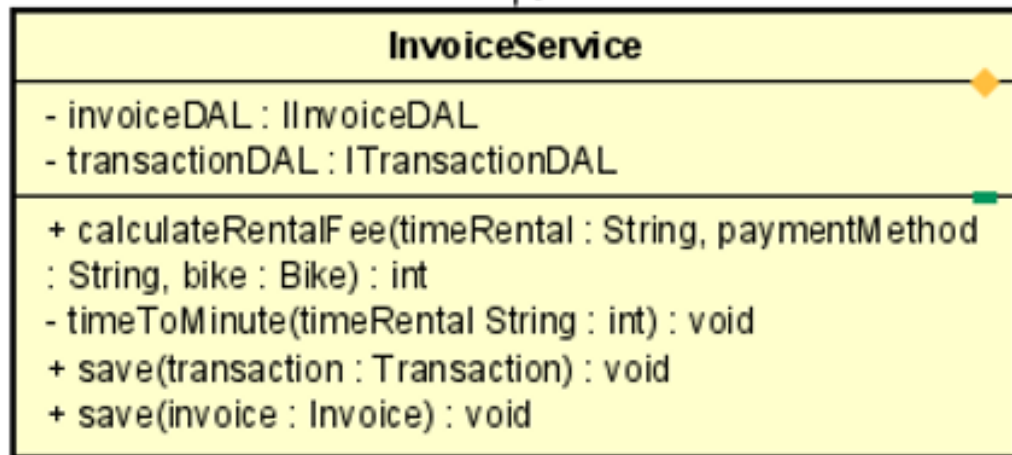 InvoiceService
- invoiceDAL : IInvoiceDAL
- transactionDAL : ITransactionDAL
+ calculateRentalFee(timeRental : String, paymentMethod
: String, bike : Bike) : int
- timeToMinute(timeRental String : int) : void
+ save(transaction : Transaction) : void
+ save(invoice : Invoice) : void